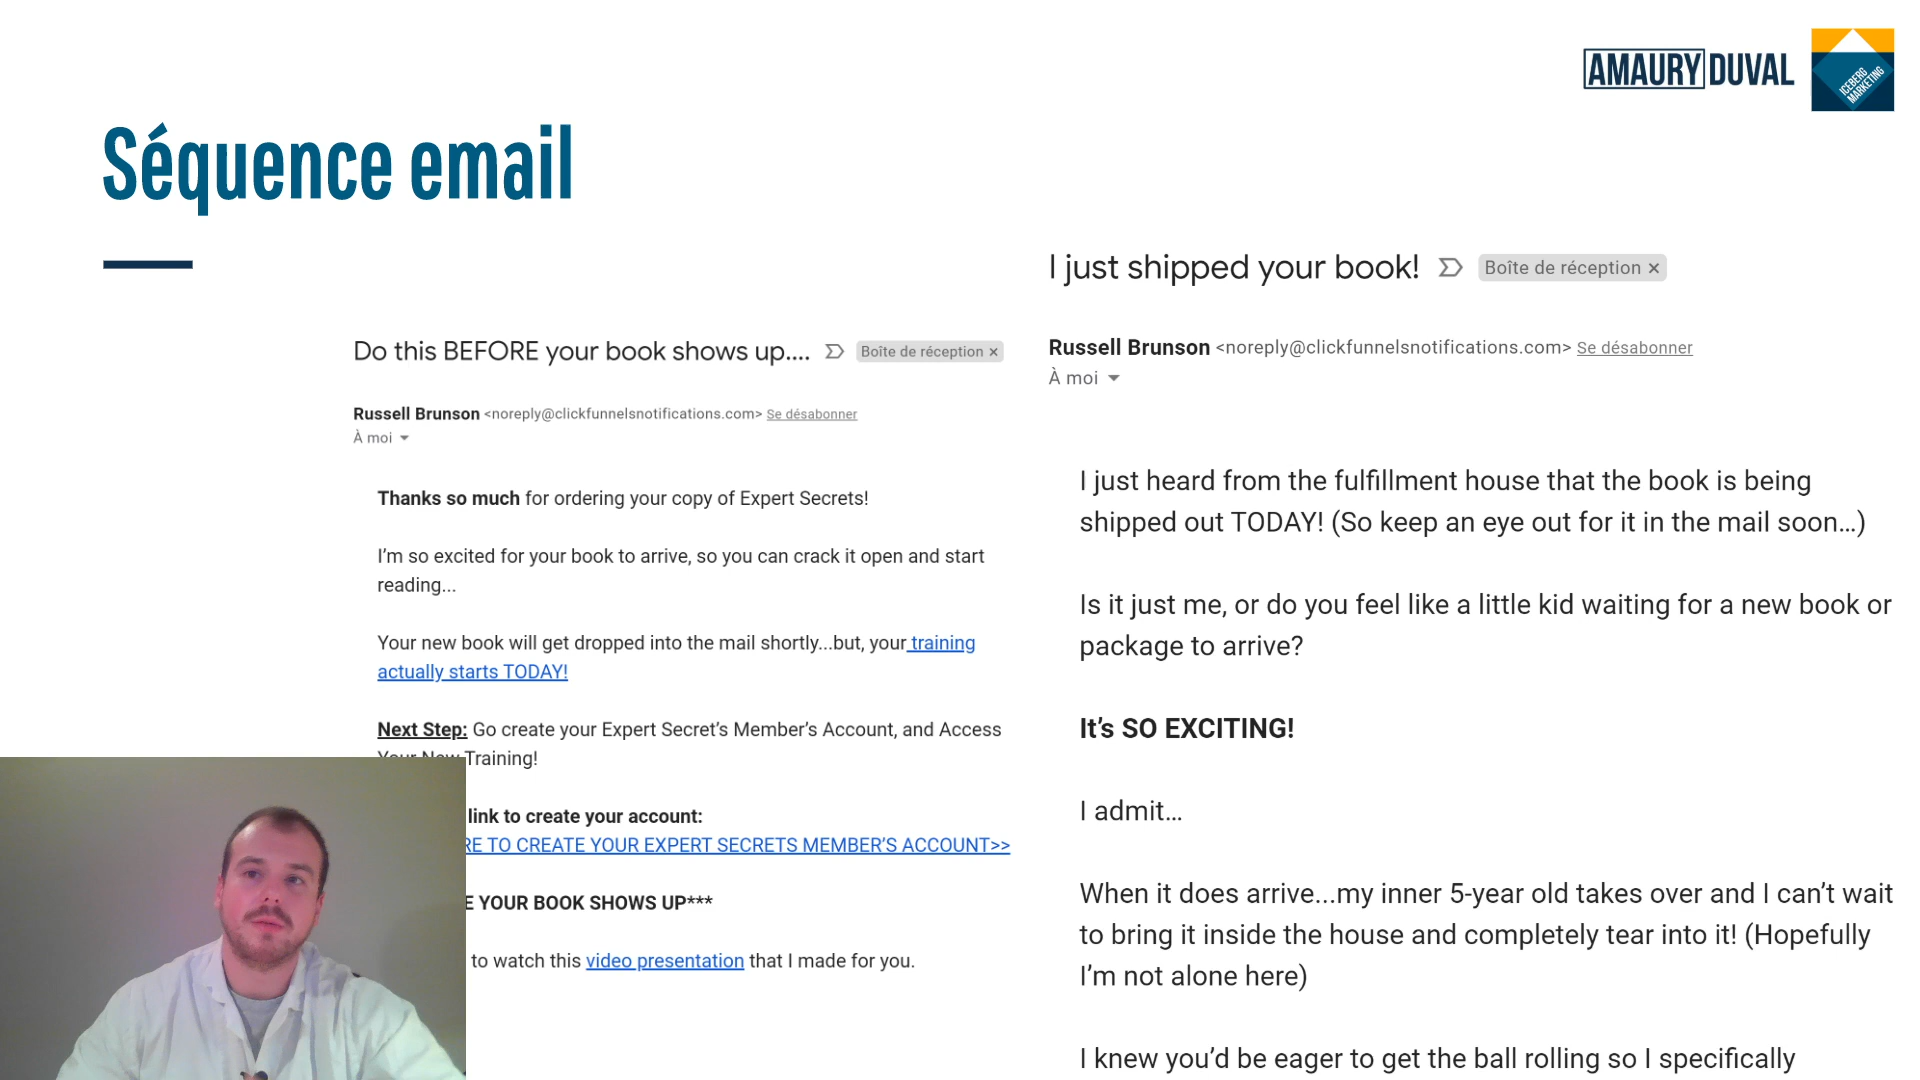 AMAURY DUVAL
ICEBERG
MARKETING
Séquence email
Do this BEFORE your book shows up.... Boîte de réception ×
Russell Brunson <noreply@clickfunnelsnotifications.com> Se désabonner
À moi
Thanks so much for ordering your copy of Expert Secrets!
I’m so excited for your book to arrive, so you can crack it open and start
reading...
Your new book will get dropped into the mail shortly...but, your training
actually starts TODAY!
Next Step: Go create your Expert Secret’s Member’s Account, and Access
Your New Training!
link to create your account:
RE TO CREATE YOUR EXPERT SECRETS MEMBER’S ACCOUNT>>
E YOUR BOOK SHOWS UP***
to watch this video presentation that I made for you.
I just shipped your book! Boîte de réception ×
Russell Brunson <noreply@clickfunnelsnotifications.com> Se désabonner
À moi
I just heard from the fulfillment house that the book is being
shipped out TODAY! (So keep an eye out for it in the mail soon…)
Is it just me, or do you feel like a little kid waiting for a new book or
package to arrive?
It’s SO EXCITING!
I admit…
When it does arrive...my inner 5-year old takes over and I can’t wait
to bring it inside the house and completely tear into it! (Hopefully
I’m not alone here)
I knew you’d be eager to get the ball rolling so I specifically